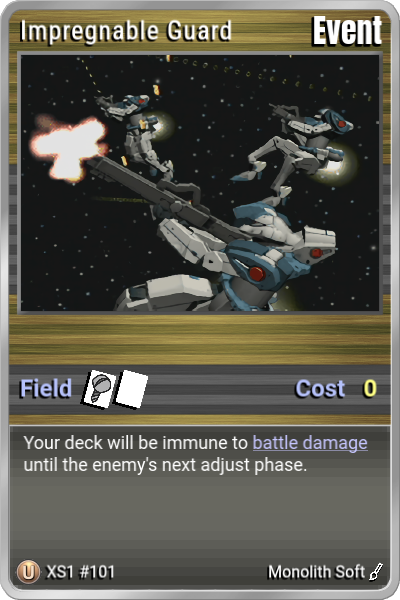 Impregnable Guard
Event
Field
Cost 0
Your deck will be immune to battle damage
until the enemy's next adjust phase.
U XS1 #101
Monolith Soft